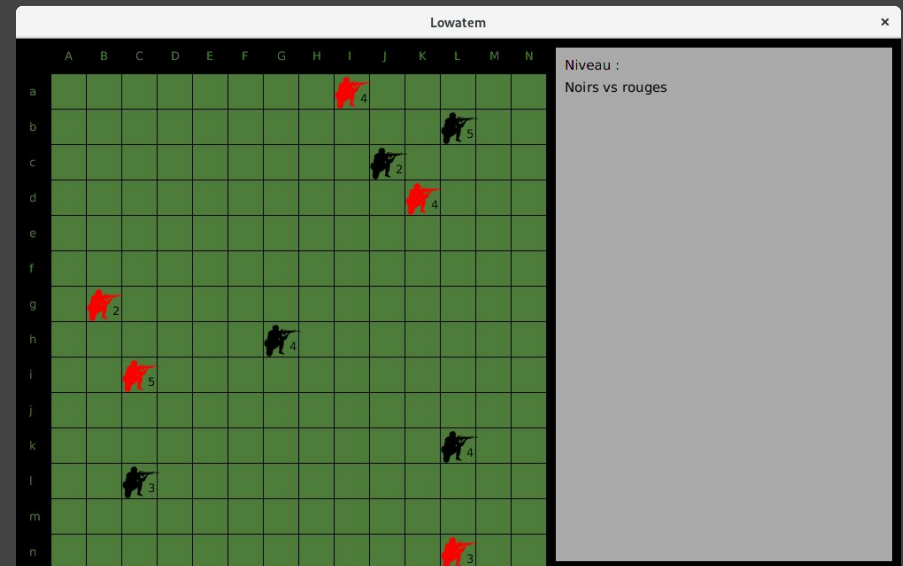 Lowatem
×
A B C D E F G H I J K L M N
Niveau :
Noirs vs rouges
a 4
b 5
c 2
d 4
e
f
g 2
h 4
i 5
j
k 4
l 3
m
n 3